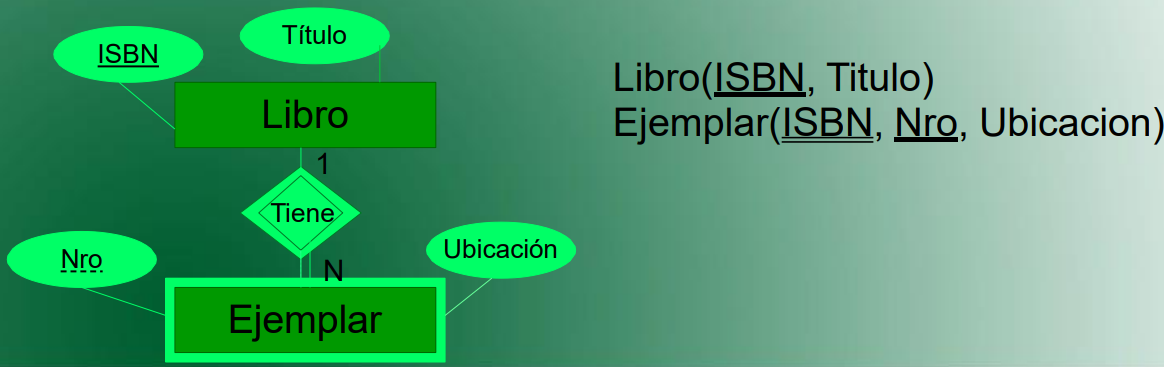 Título
ISBN
Libro
Libro(ISBN, Titulo)
Ejemplar(ISBN, Nro, Ubicacion)
1
Tiene
Nro
Ubicación
N
Ejemplar